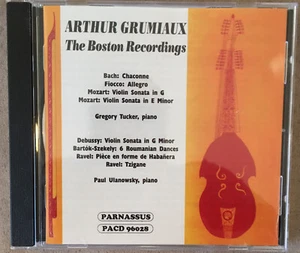 ARTHUR GRUMIAUX
The Boston Recordings
Bach: Chaconne
Fiocco: Allegro
Mozart: Violin Sonata in G
Mozart: Violin Sonata in E Minor
Gregory Tucker, piano
Debussy: Violin Sonata in G Minor
Bartók-Szekely: 6 Roumanian Dances
Ravel: Pièce en forme de Habañera
Ravel: Tzigane
Paul Ulanowsky, piano
PARNASSUS
PACD 96028